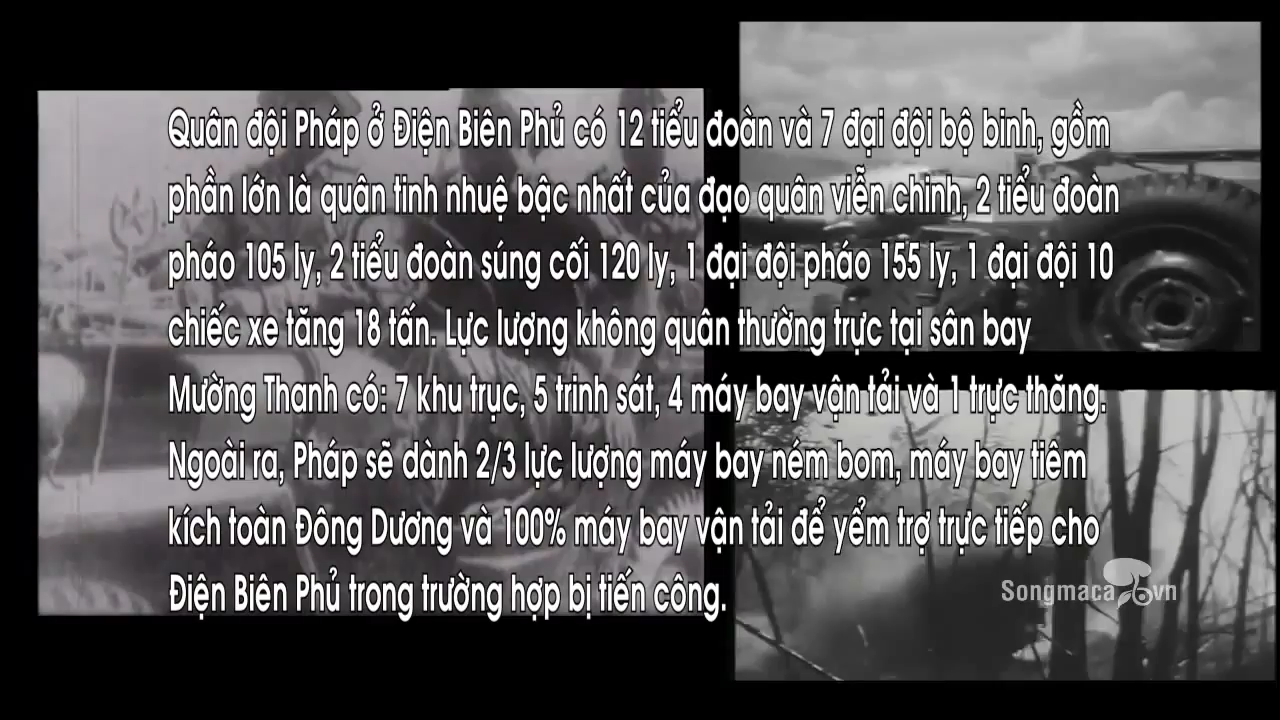 Quân đội Pháp ở Điện Biên Phủ có 12 tiểu đoàn và 7 đại đội bộ binh, gồm
phần lớn là quân tinh nhuệ bậc nhất của đạo quân viễn chinh, 2 tiểu đoàn
pháo 105 ly, 2 tiểu đoàn súng cối 120 ly, 1 đại đội pháo 155 ly, 1 đại đội 10
chiếc xe tăng 18 tấn. Lực lượng không quân thường trực tại sân bay
Mường Thanh có: 7 khu trục, 5 trinh sát, 4 máy bay vận tải và 1 trực thăng.
Ngoài ra, Pháp sẽ dành 2/3 lực lượng máy bay ném bom, máy bay tiêm
kích toàn Đông Dương và 100% máy bay vận tải để yểm trợ trực tiếp cho
Điện Biên Phủ trong trường hợp bị tiến công.
Songmaca.vn